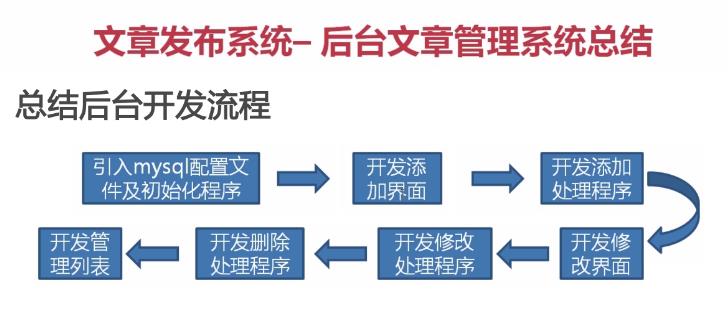 文章发布系统– 后台文章管理系统总结
总结后台开发流程
引入mysql配置文
件及初始化程序
开发添
加界面
开发添加
处理程序
开发修
改界面
开发修改
处理程序
开发删除
处理程序
开发管
理列表